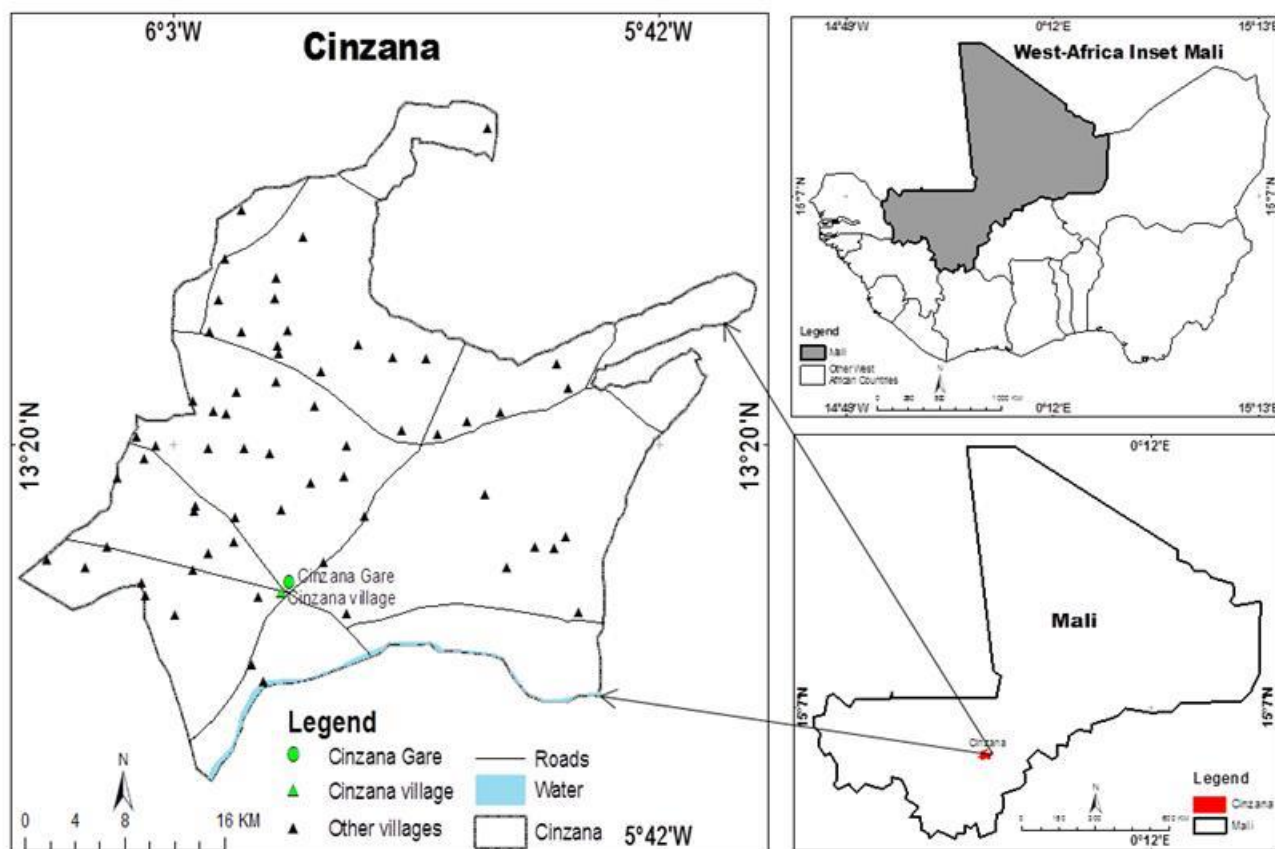 6°3'W
5°42'W
Cinzana
13°20'N
13°20'N
Cinzana Gare
Cinzana village
Legend
Cinzana Gare
Cinzana village
Other villages
Roads
Water
Cinzana
N
0 4 8 16 KM
5°42'W
14°49'W
0°12'E
15°13'E
West-Africa Inset Mali
15°7'N
15°7'N
Legend
Mali
Other West
African Countries
N
14°49'W
0°12'E
15°13'E
0°12'E
Mali
15°7'N
15°7'N
Cinzana
Legend
Cinzana
Mali
N
0°12'E